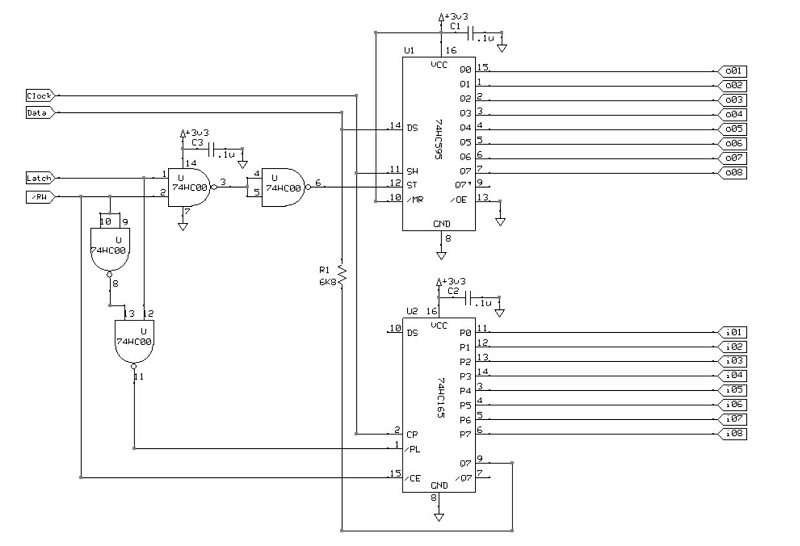 +3v3
C1
.1u
U1
16
VCC
Q0 15 o01
Q1 1 o02
Q2 2 o03
Q3 3 o04
Q4 4 o05
Q5 5 o06
Q6 6 o07
Q7 7 o08
Q7' 9
/OE 13
14 DS
11 SH
12 ST
10 /MR
74HC595
GND
8
Clock
Data
Latch
/RW
+3v3
C3
.1u
14
1
2
U
74HC00
3
7
4
5
U
74HC00
6
10 9
U
74HC00
8
13 12
U
74HC00
11
R1
6K8
+3v3
C2
.1u
U2
16
VCC
10 DS
P0 11 i01
P1 12 i02
P2 13 i03
P3 14 i04
P4 3 i05
P5 4 i06
P6 5 i07
P7 6 i08
74HC165
2 CP
1 /PL
15 /CE
Q7 9
/Q7 7
GND
8